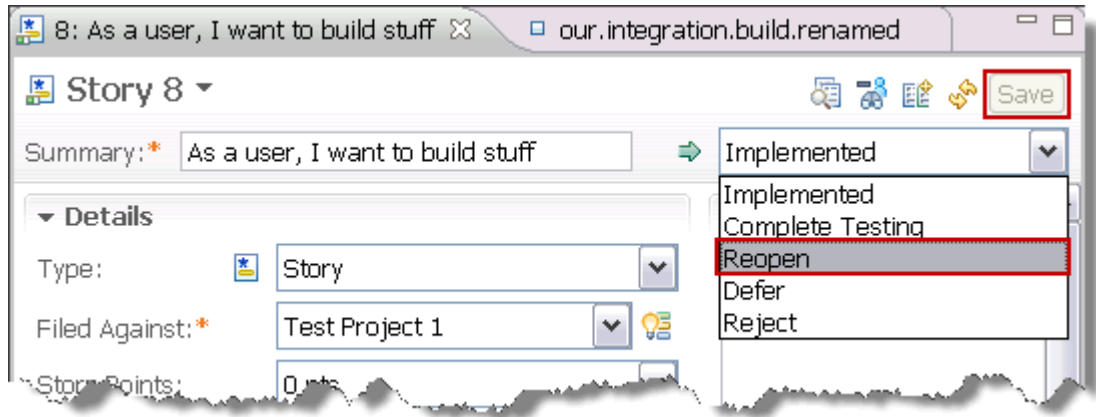 8: As a user, I want to build stuff our.integration.build.renamed
Story 8 Save
Summary:* As a user, I want to build stuff Implemented
Implemented
Complete Testing
Reopen
Defer
Reject
Details
Type: Story
Filed Against:* Test Project 1
Story Points: 0 pts